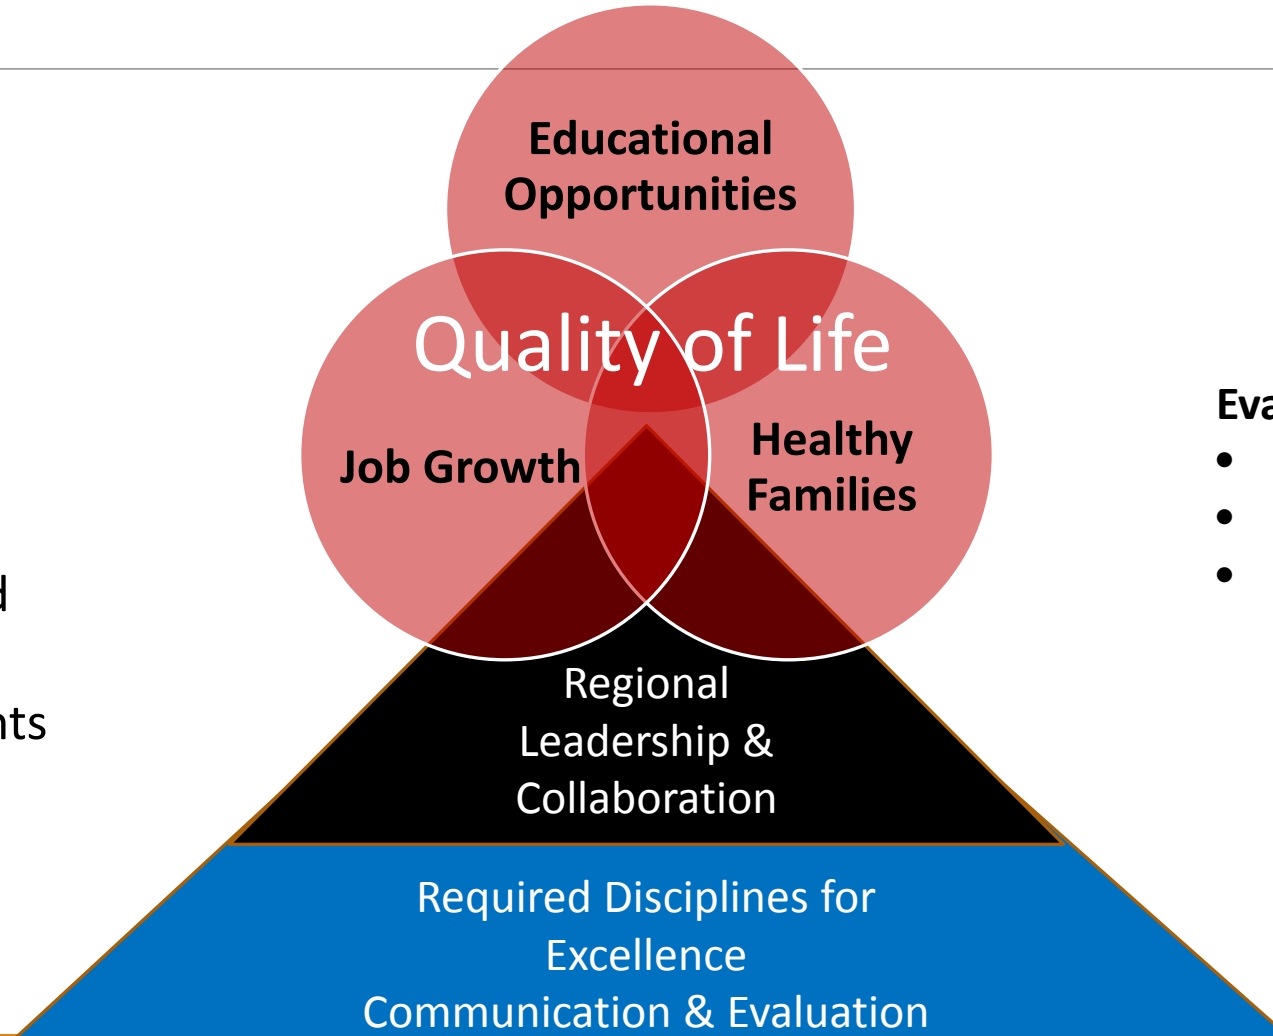 Educational
Opportunities
Quality of Life
Job Growth
Healthy
Families
Regional
Leadership &
Collaboration
Required Disciplines for
Excellence
Communication & Evaluation